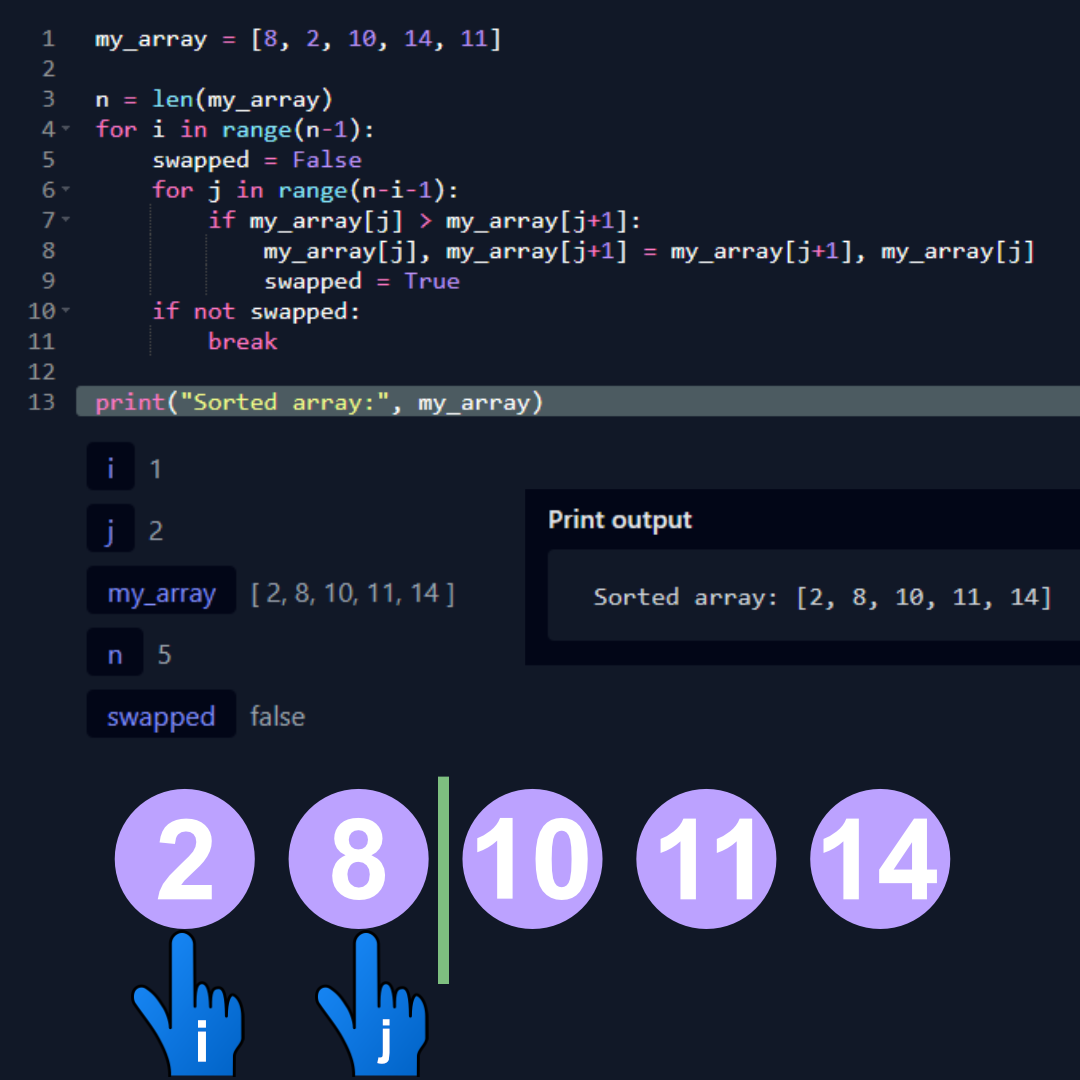 1 my_array = [8, 2, 10, 14, 11]
2
3 n = len(my_array)
4 for i in range(n-1):
5     swapped = False
6     for j in range(n-i-1):
7         if my_array[j] > my_array[j+1]:
8             my_array[j], my_array[j+1] = my_array[j+1], my_array[j]
9             swapped = True
10     if not swapped:
11         break
12
13 print("Sorted array:", my_array)
i 1
j 2
my_array [ 2, 8, 10, 11, 14 ]
n 5
swapped false
Print output
Sorted array: [2, 8, 10, 11, 14]
2 8 10 11 14
i j